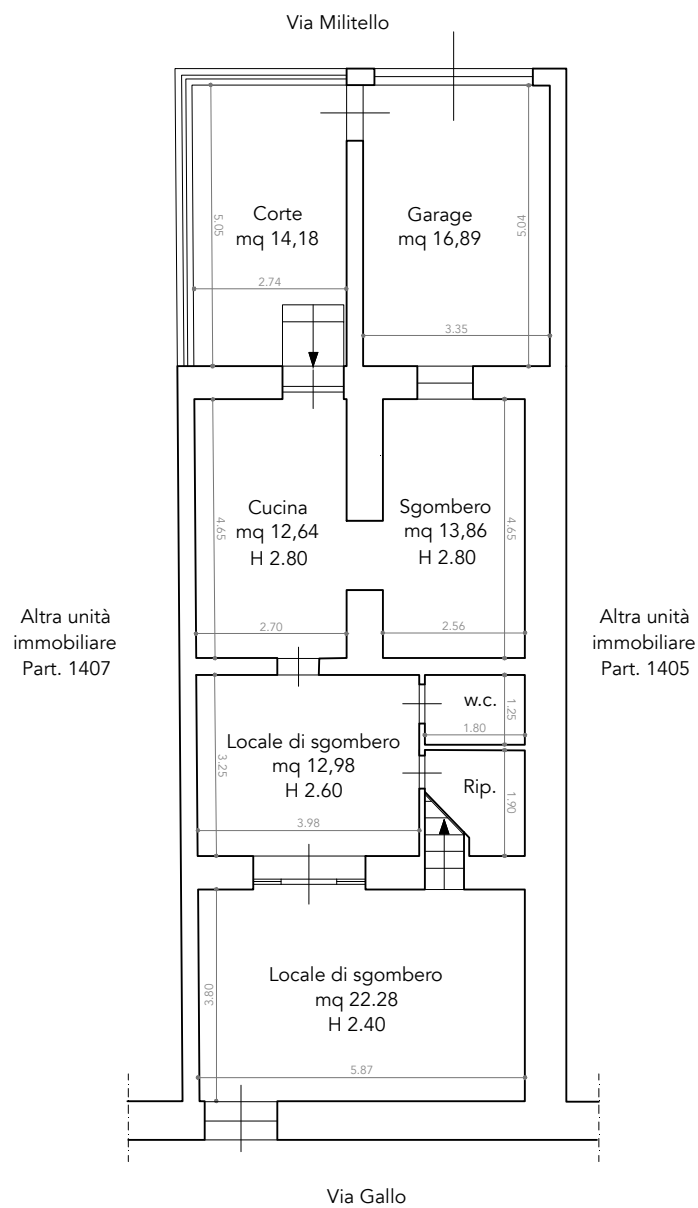 Via Militello
Corte
mq 14,18
5.05
2.74
Garage
mq 16,89
5.04
3.35
Cucina
mq 12,64
H 2.80
4.65
2.70
Sgombero
mq 13,86
H 2.80
4.65
2.56
Altra unità
immobiliare
Part. 1407
Altra unità
immobiliare
Part. 1405
Locale di sgombero
mq 12,98
H 2.60
3.25
3.98
w.c.
1.25
1.80
Rip.
1.90
Locale di sgombero
mq 22.28
H 2.40
3.80
5.87
Via Gallo